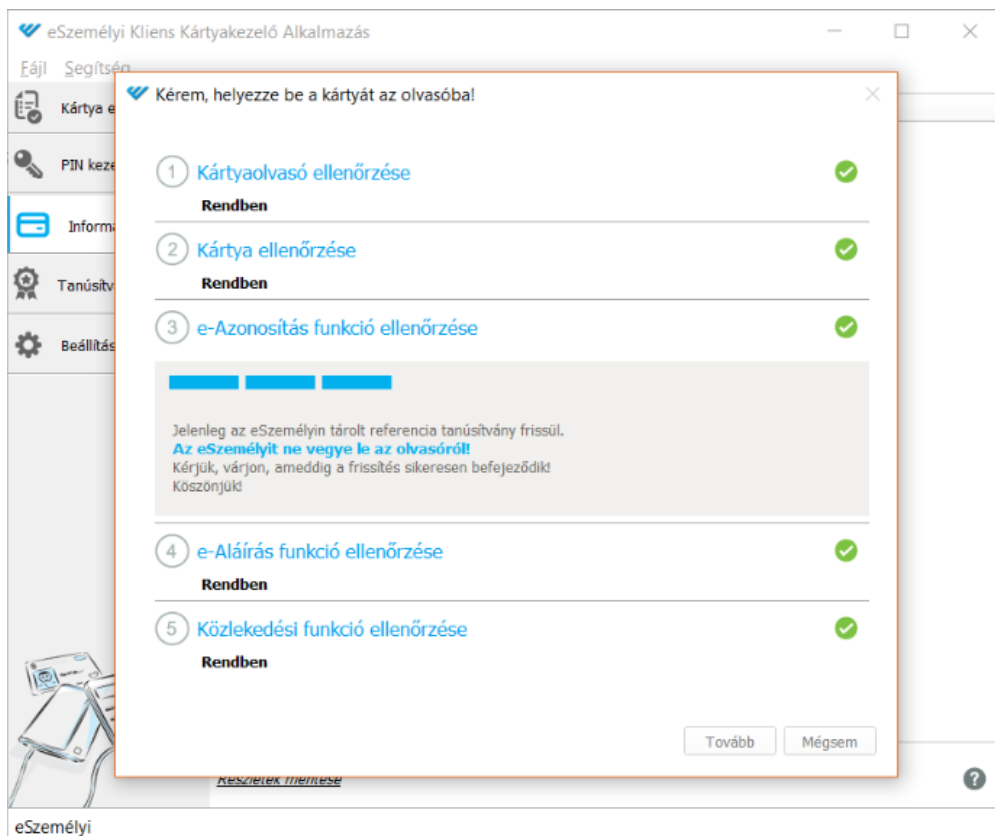 eSzemélyi Kliens Kártyakezelő Alkalmazás
Fájl Segítség
Kérem, helyezze be a kártyát az olvasóba!
Kártya e
PIN keze
Informá
Tanúsítv
Beállítás
1 Kártyaolvasó ellenőrzése
Rendben
2 Kártya ellenőrzése
Rendben
3 e-Azonosítás funkció ellenőrzése
Jelenleg az eSzemélyin tárolt referencia tanúsítvány frissül.
Az eSzemélyit ne vegye le az olvasóról!
Kérjük, várjon, ameddig a frissítés sikeresen befejeződik!
Köszönjük!
4 e-Aláírás funkció ellenőrzése
Rendben
5 Közlekedési funkció ellenőrzése
Rendben
Tovább Mégsem
Részletek mentése
?
eSzemélyi